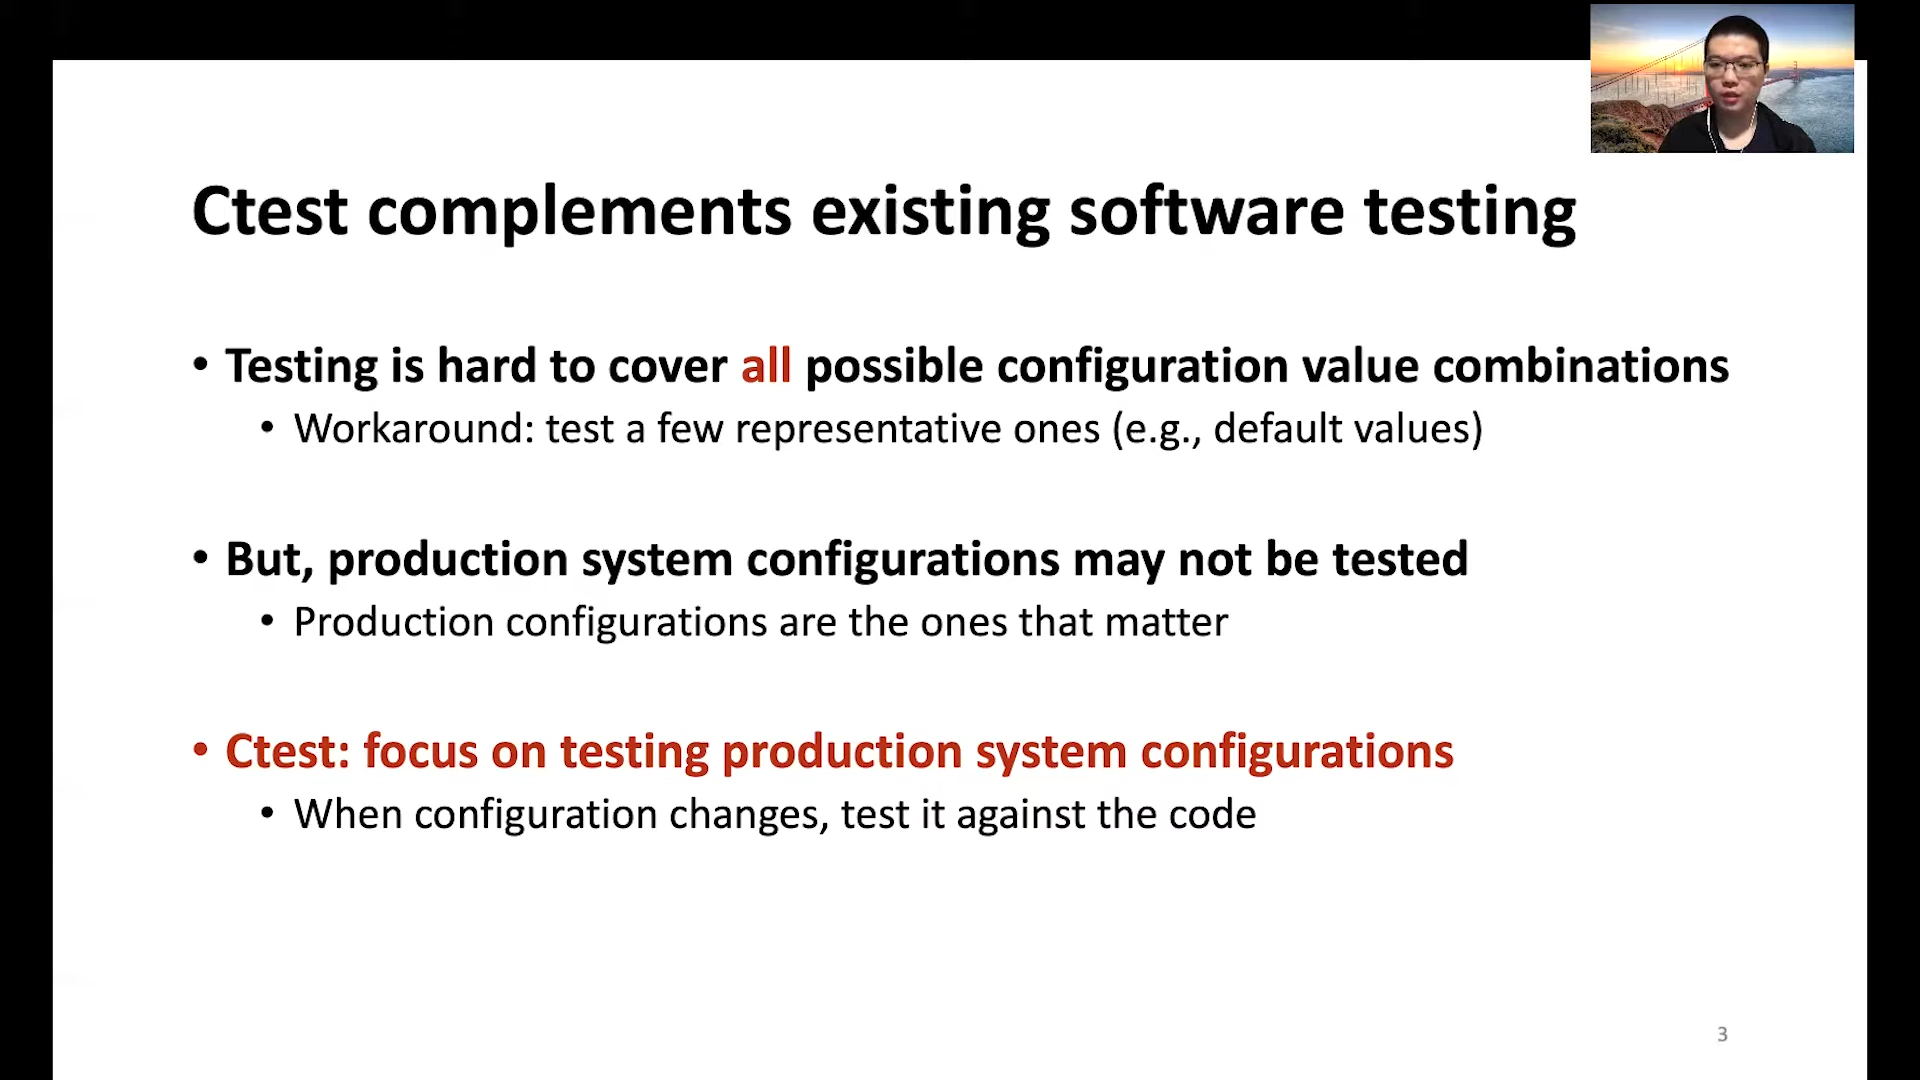 Ctest complements existing software testing
• Testing is hard to cover all possible configuration value combinations
• Workaround: test a few representative ones (e.g., default values)
• But, production system configurations may not be tested
• Production configurations are the ones that matter
• Ctest: focus on testing production system configurations
• When configuration changes, test it against the code
3